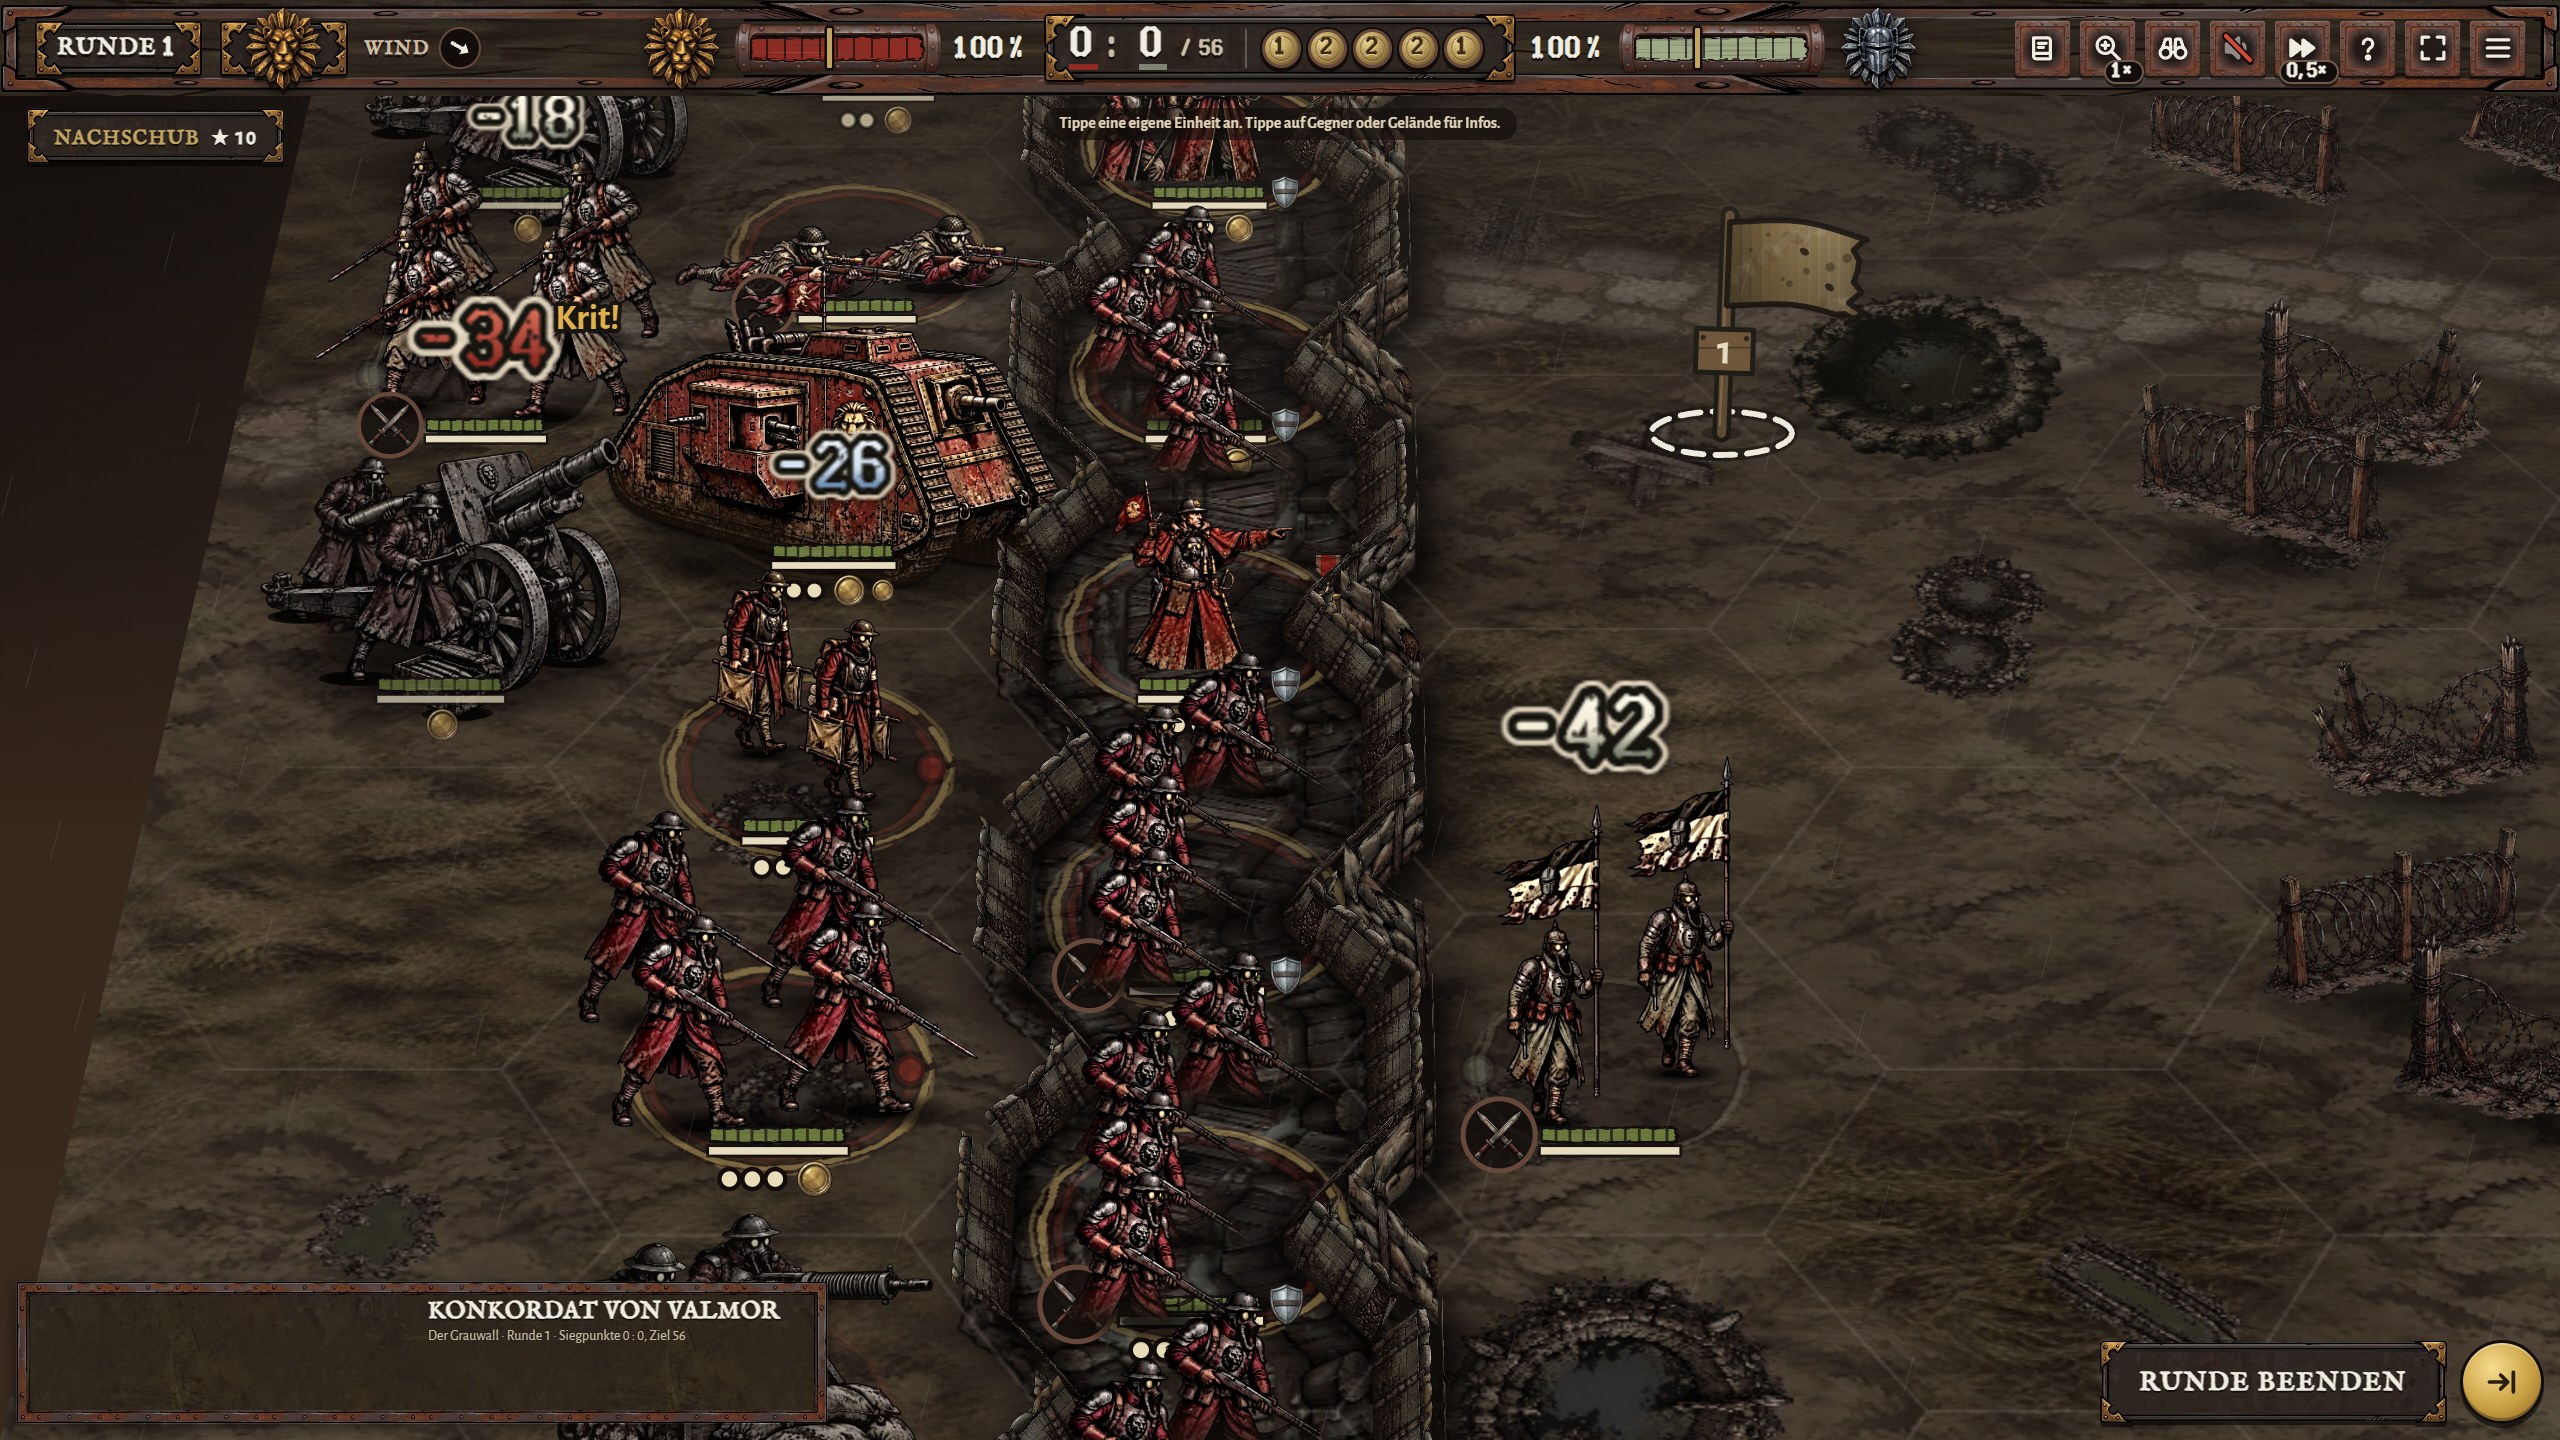 RUNDE 1
WIND
100%
0 : 0 / 56
1 2 2 2 1
100%
1×
0,5×
?
NACHSCHUB ★ 10
Tippe eine eigene Einheit an. Tippe auf Gegner oder Gelände für Infos.
-18
-34 Krit!
1
-26
-42
KONKORDAT VON VALMOR
Der Grauwall · Runde 1 · Siegpunkte 0 : 0, Ziel 56
RUNDE BEENDEN